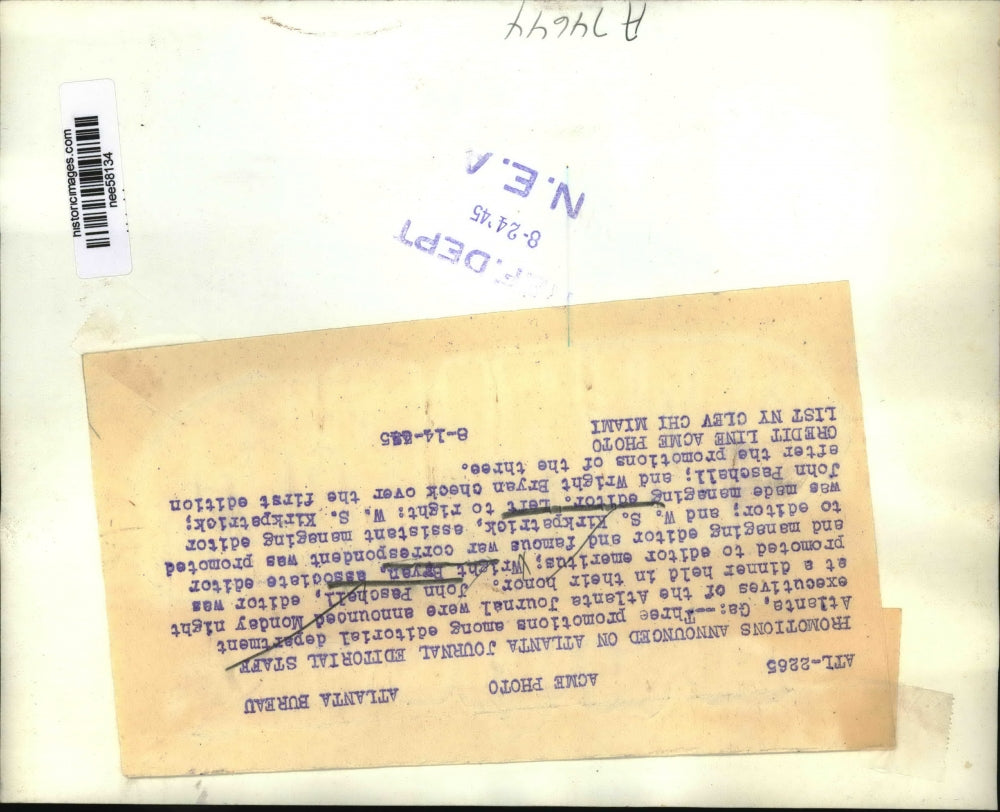 ATL-2265 ACME PHOTO ATLANTA BUREAU
PROMOTIONS ANNOUNCED ON ATLANTA JOURNAL EDITORIAL STAFF
Atlanta, Ga:--Three promotions among editorial department
executives of the Atlanta Journal were announced Monday night
at a dinner held in their honor. John Paschall, editor was
promoted to editor emeritus; Wright Bryan, associate editor
and managing editor and famous war correspondent was promoted
to editor; and W. S. Kirkpatrick, assistant managing editor
was made managing editor. Left to right: W. S. Kirkpatrick;
John Paschall; and Wright Bryan check over the first edition
after the promotions of the three.
CREDIT LINE ACME PHOTO
LIST NY CLEV CHI MIAMI
DEPT
8-24'45
N.E.A
A 74644
historicimages.com
nee58134